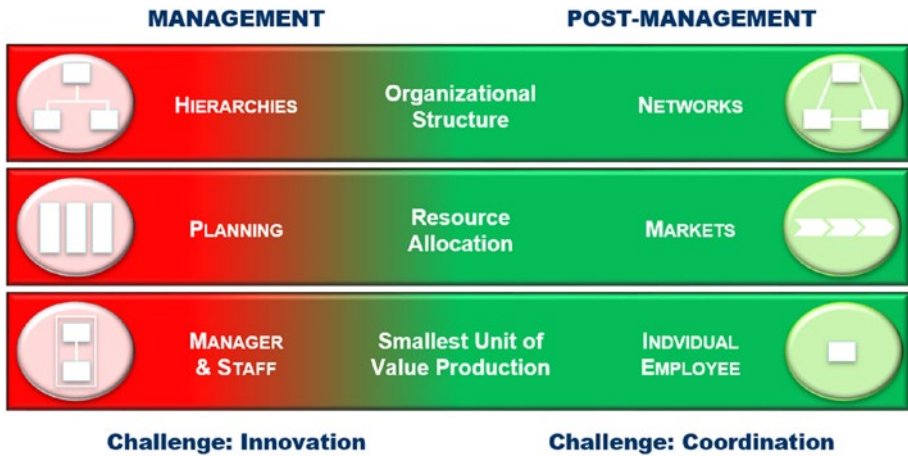 MANAGEMENT POST-MANAGEMENT
HIERARCHIES
Organizational
Structure
NETWORKS
PLANNING
Resource
Allocation
MARKETS
MANAGER
& STAFF
Smallest Unit of
Value Production
INDVIDUAL
EMPLOYEE
Challenge: Innovation Challenge: Coordination